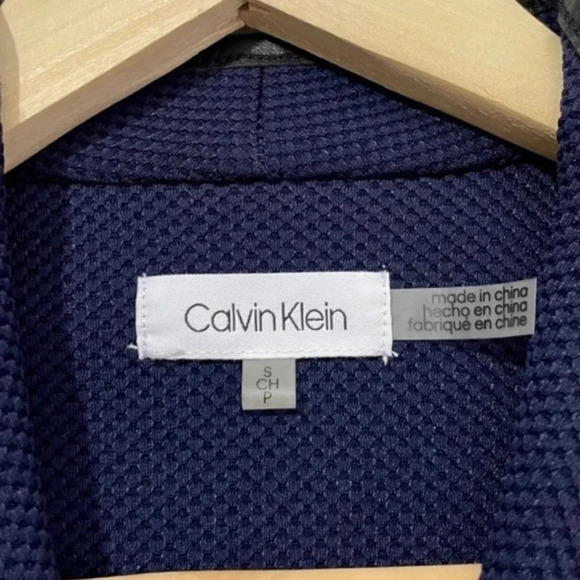 Calvin Klein
made in china
hecho en china
fabriqué en chine
S
CH
P